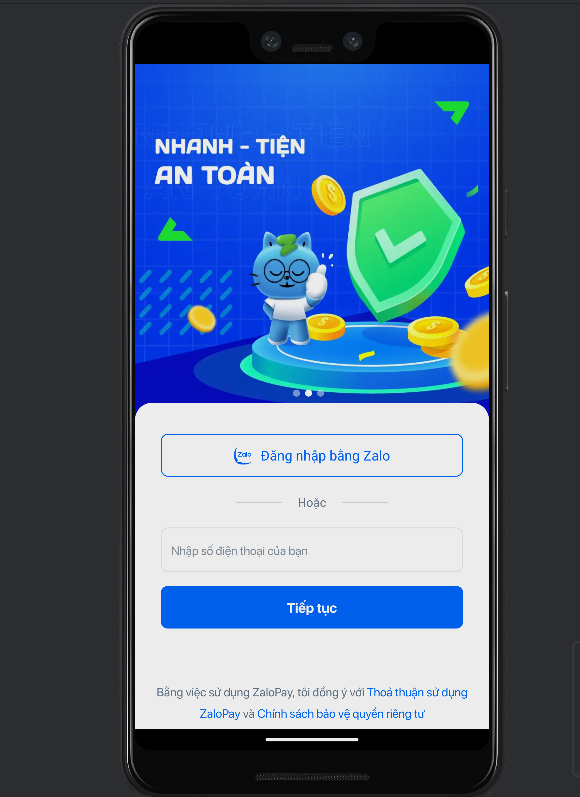 NHANH - TIỆN
AN TOÀN
Zalo
Đăng nhập bằng Zalo
Hoặc
Nhập số điện thoại của bạn
Tiếp tục
Bằng việc sử dụng ZaloPay, tôi đồng ý với Thoả thuận sử dụng
ZaloPay và Chính sách bảo vệ quyền riêng tư